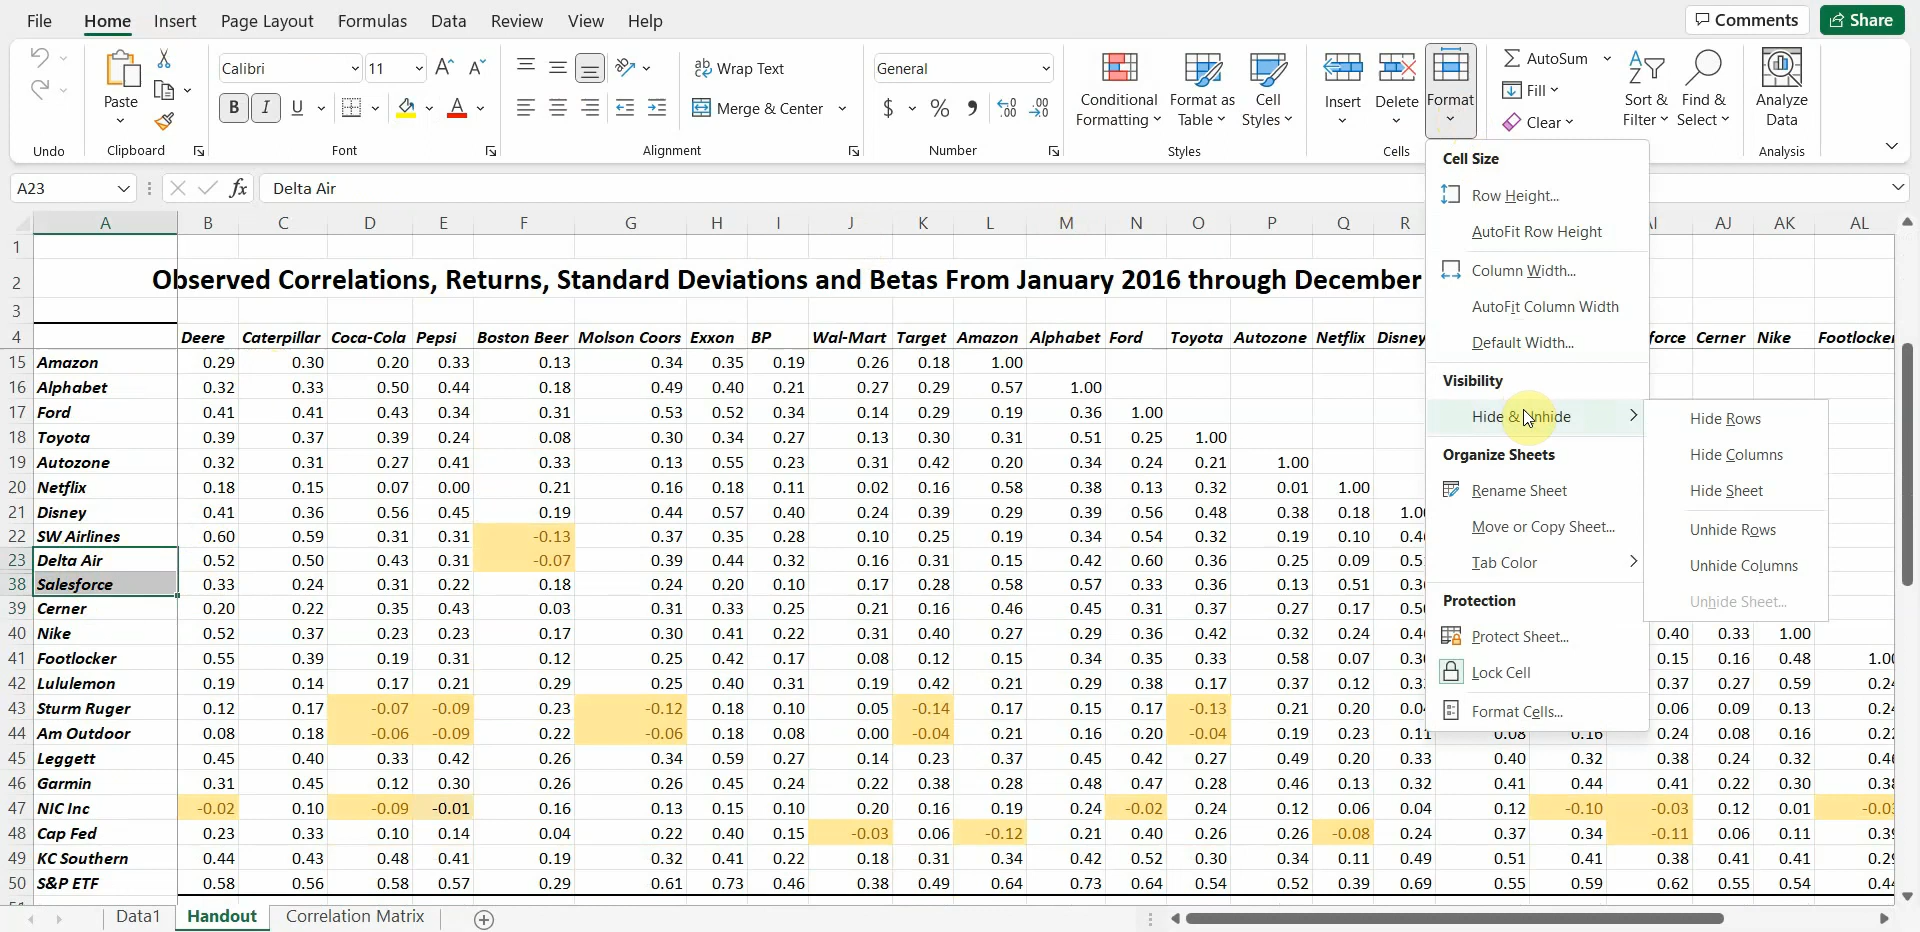 File Home Insert Page Layout Formulas Data Review View Help Comments Share
Calibri 11 Wrap Text General AutoSum
Paste B I U A Merge & Center $ % Conditional Formatting Format as Table Cell Styles Insert Delete Format Fill Clear Sort & Filter Find & Select Analyze Data
Undo Clipboard Font Alignment Number Styles Cells Analysis
A23 fx Delta Air
A B C D E F G H I J K L M N O P Q R AI AJ AK AL
1
2 Observed Correlations, Returns, Standard Deviations and Betas From January 2016 through December
3
4 Deere Caterpillar Coca-Cola Pepsi Boston Beer Molson Coors Exxon BP Wal-Mart Target Amazon Alphabet Ford Toyota Autozone Netflix Disney force Cerner Nike Footlocker
15 Amazon 0.29 0.30 0.20 0.33 0.13 0.34 0.35 0.19 0.26 0.18 1.00
16 Alphabet 0.32 0.33 0.50 0.44 0.18 0.49 0.40 0.21 0.27 0.29 0.57 1.00
17 Ford 0.41 0.41 0.43 0.34 0.31 0.53 0.52 0.34 0.14 0.29 0.19 0.36 1.00
18 Toyota 0.39 0.37 0.39 0.24 0.08 0.30 0.34 0.27 0.13 0.30 0.31 0.51 0.25 1.00
19 Autozone 0.32 0.31 0.27 0.41 0.33 0.13 0.55 0.23 0.31 0.42 0.20 0.34 0.24 0.21 1.00
20 Netflix 0.18 0.15 0.07 0.00 0.21 0.16 0.18 0.11 0.02 0.16 0.58 0.38 0.13 0.32 0.01 1.00
21 Disney 0.41 0.36 0.56 0.45 0.19 0.44 0.57 0.40 0.24 0.39 0.29 0.39 0.56 0.48 0.38 0.18 1.00
22 SW Airlines 0.60 0.59 0.31 0.31 -0.13 0.37 0.35 0.28 0.10 0.25 0.19 0.34 0.54 0.32 0.19 0.10
23 Delta Air 0.52 0.50 0.43 0.31 -0.07 0.39 0.44 0.32 0.16 0.31 0.15 0.42 0.60 0.36 0.25 0.09
38 Salesforce 0.33 0.24 0.31 0.22 0.18 0.24 0.20 0.10 0.17 0.28 0.58 0.57 0.33 0.36 0.13 0.51
39 Cerner 0.20 0.22 0.35 0.43 0.03 0.31 0.33 0.25 0.21 0.16 0.46 0.45 0.31 0.37 0.27 0.17
40 Nike 0.52 0.37 0.23 0.23 0.17 0.30 0.41 0.22 0.31 0.40 0.27 0.29 0.36 0.42 0.32 0.24 0.40 0.33 1.00
41 Footlocker 0.55 0.39 0.19 0.31 0.12 0.25 0.42 0.17 0.08 0.12 0.15 0.34 0.35 0.33 0.58 0.07 0.15 0.16 0.48 1.00
42 Lululemon 0.19 0.14 0.17 0.21 0.29 0.25 0.40 0.31 0.19 0.42 0.21 0.29 0.38 0.17 0.37 0.12 0.37 0.27 0.59
43 Sturm Ruger 0.12 0.17 -0.07 -0.09 0.23 -0.12 0.18 0.10 0.05 -0.14 0.17 0.15 0.17 -0.13 0.21 0.20 0.06 0.09 0.13
44 Am Outdoor 0.08 0.18 -0.06 -0.09 0.22 -0.06 0.18 0.08 0.00 -0.04 0.21 0.16 0.20 -0.04 0.19 0.23 0.11 0.08 0.16 0.24 0.08 0.16
45 Leggett 0.45 0.40 0.33 0.42 0.26 0.34 0.59 0.27 0.14 0.23 0.37 0.45 0.42 0.28 0.49 0.20 0.33 0.40 0.32 0.38 0.24 0.32
46 Garmin 0.31 0.45 0.12 0.30 0.26 0.26 0.45 0.24 0.22 0.38 0.28 0.48 0.47 0.28 0.46 0.13 0.32 0.41 0.44 0.41 0.22 0.30
47 NIC Inc -0.02 0.10 -0.09 -0.01 0.16 0.13 0.15 0.10 0.20 0.16 0.19 0.24 -0.02 0.24 0.12 0.06 0.04 0.12 -0.10 -0.03 0.12 0.01
48 Cap Fed 0.23 0.33 0.10 0.14 0.04 0.22 0.40 0.15 -0.03 0.06 -0.12 0.21 0.40 0.26 0.26 -0.08 0.24 0.37 0.34 -0.11 0.06 0.11
49 KC Southern 0.44 0.43 0.48 0.41 0.19 0.32 0.41 0.22 0.18 0.31 0.34 0.42 0.52 0.30 0.34 0.11 0.49 0.51 0.41 0.38 0.41 0.41
50 S&P ETF 0.58 0.56 0.58 0.57 0.29 0.61 0.73 0.46 0.38 0.49 0.64 0.73 0.64 0.54 0.52 0.39 0.69 0.55 0.59 0.62 0.55 0.54
Cell Size
Row Height...
AutoFit Row Height
Column Width...
AutoFit Column Width
Default Width...
Visibility
Hide & Unhide
Organize Sheets
Rename Sheet
Move or Copy Sheet...
Tab Color
Protection
Protect Sheet...
Lock Cell
Format Cells...
Hide Rows
Hide Columns
Hide Sheet
Unhide Rows
Unhide Columns
Unhide Sheet...
Data1 Handout Correlation Matrix